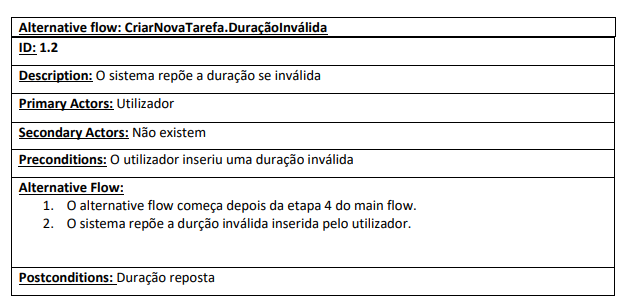 Alternative flow: CriarNovaTarefa.DuraçãoInválida
ID: 1.2
Description: O sistema repõe a duração se inválida
Primary Actors: Utilizador
Secondary Actors: Não existem
Preconditions: O utilizador inseriu uma duração inválida
Alternative Flow:
1. O alternative flow começa depois da etapa 4 do main flow.
2. O sistema repõe a durção inválida inserida pelo utilizador.
Postconditions: Duração reposta